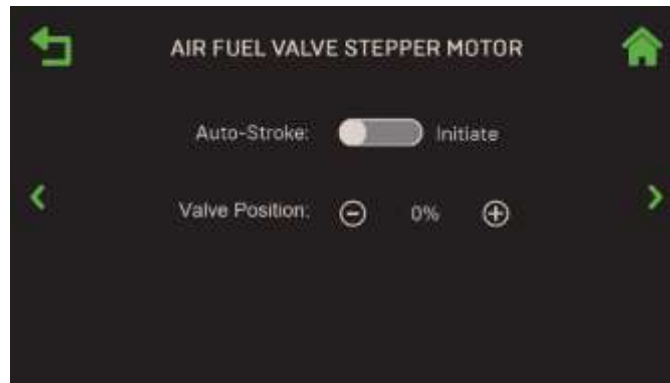 AIR FUEL VALVE STEPPER MOTOR
Auto-Stroke: Initiate
Valve Position: 0%